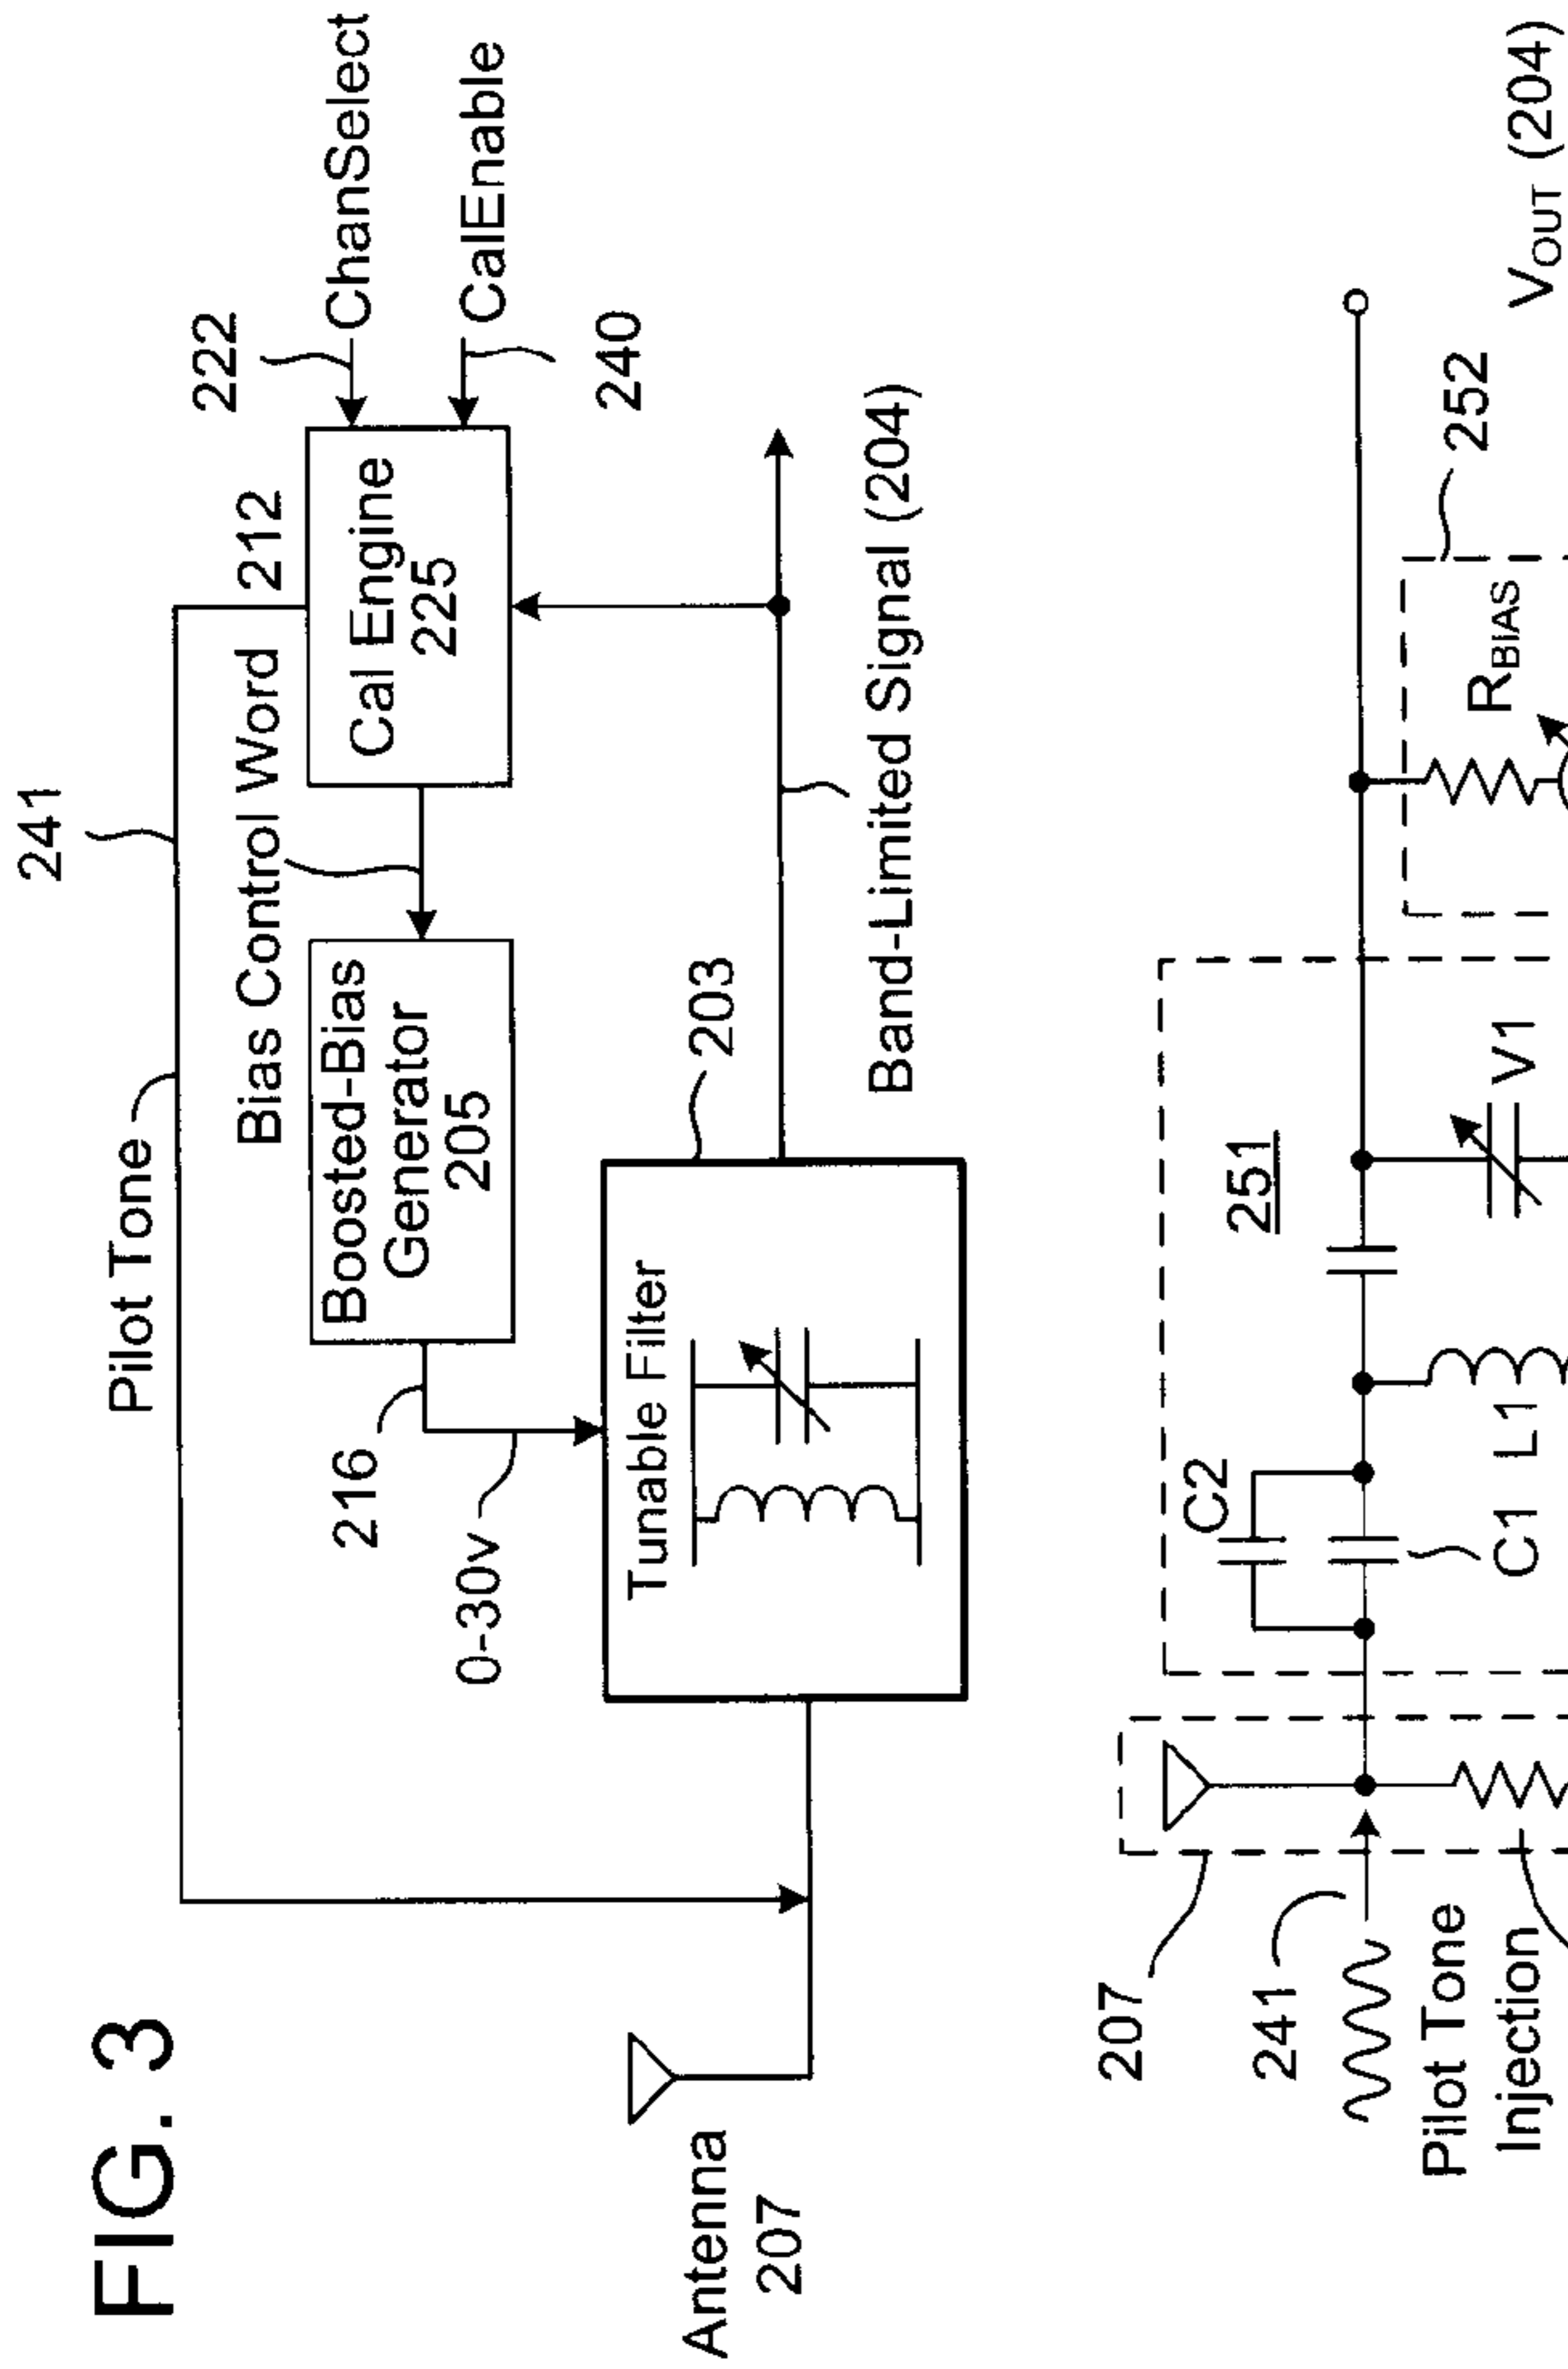 FIG. 3
241
Pilot Tone
Bias Control Word
212
222
ChanSelect
CalEnable
240
Cal Engine
225
Boosted-Bias
Generator
205
216
0-30v
Tunable Filter
203
Antenna
207
Band-Limited Signal (204)
207
241
Pilot Tone
Injection
C2
C1
L1
251
V1
252
RBIAS
VOUT (204)